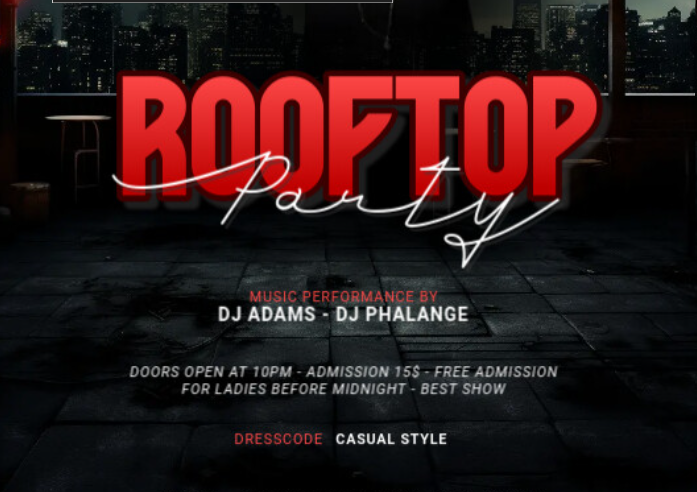 ROOFTOP
Party
MUSIC PERFORMANCE BY
DJ ADAMS - DJ PHALANGE
DOORS OPEN AT 10PM - ADMISSION 15$ - FREE ADMISSION
FOR LADIES BEFORE MIDNIGHT - BEST SHOW
DRESSCODE CASUAL STYLE